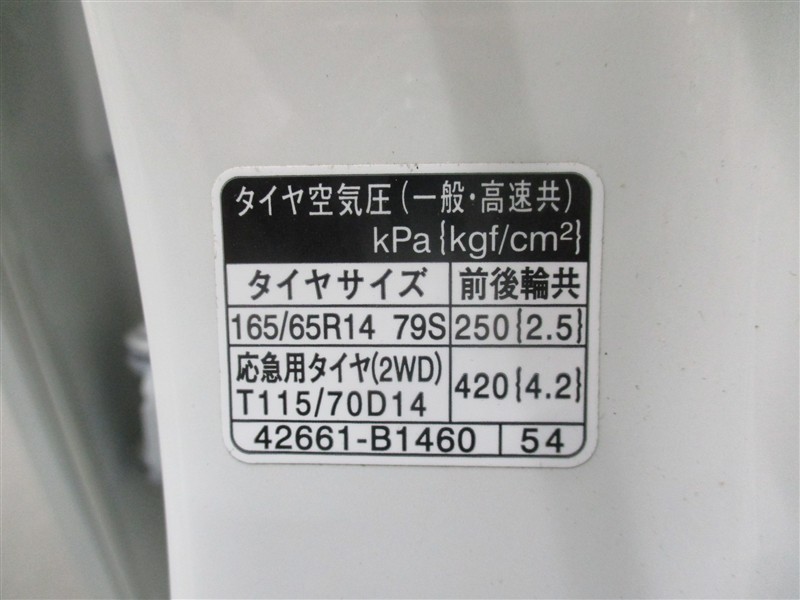 タイヤ空気圧(一般・高速共)
kPa{kgf/cm²}
タイヤサイズ 前後輪共
165/65R14 79S 250{2.5}
応急用タイヤ(2WD)
T115/70D14 420{4.2}
42661-B1460 54